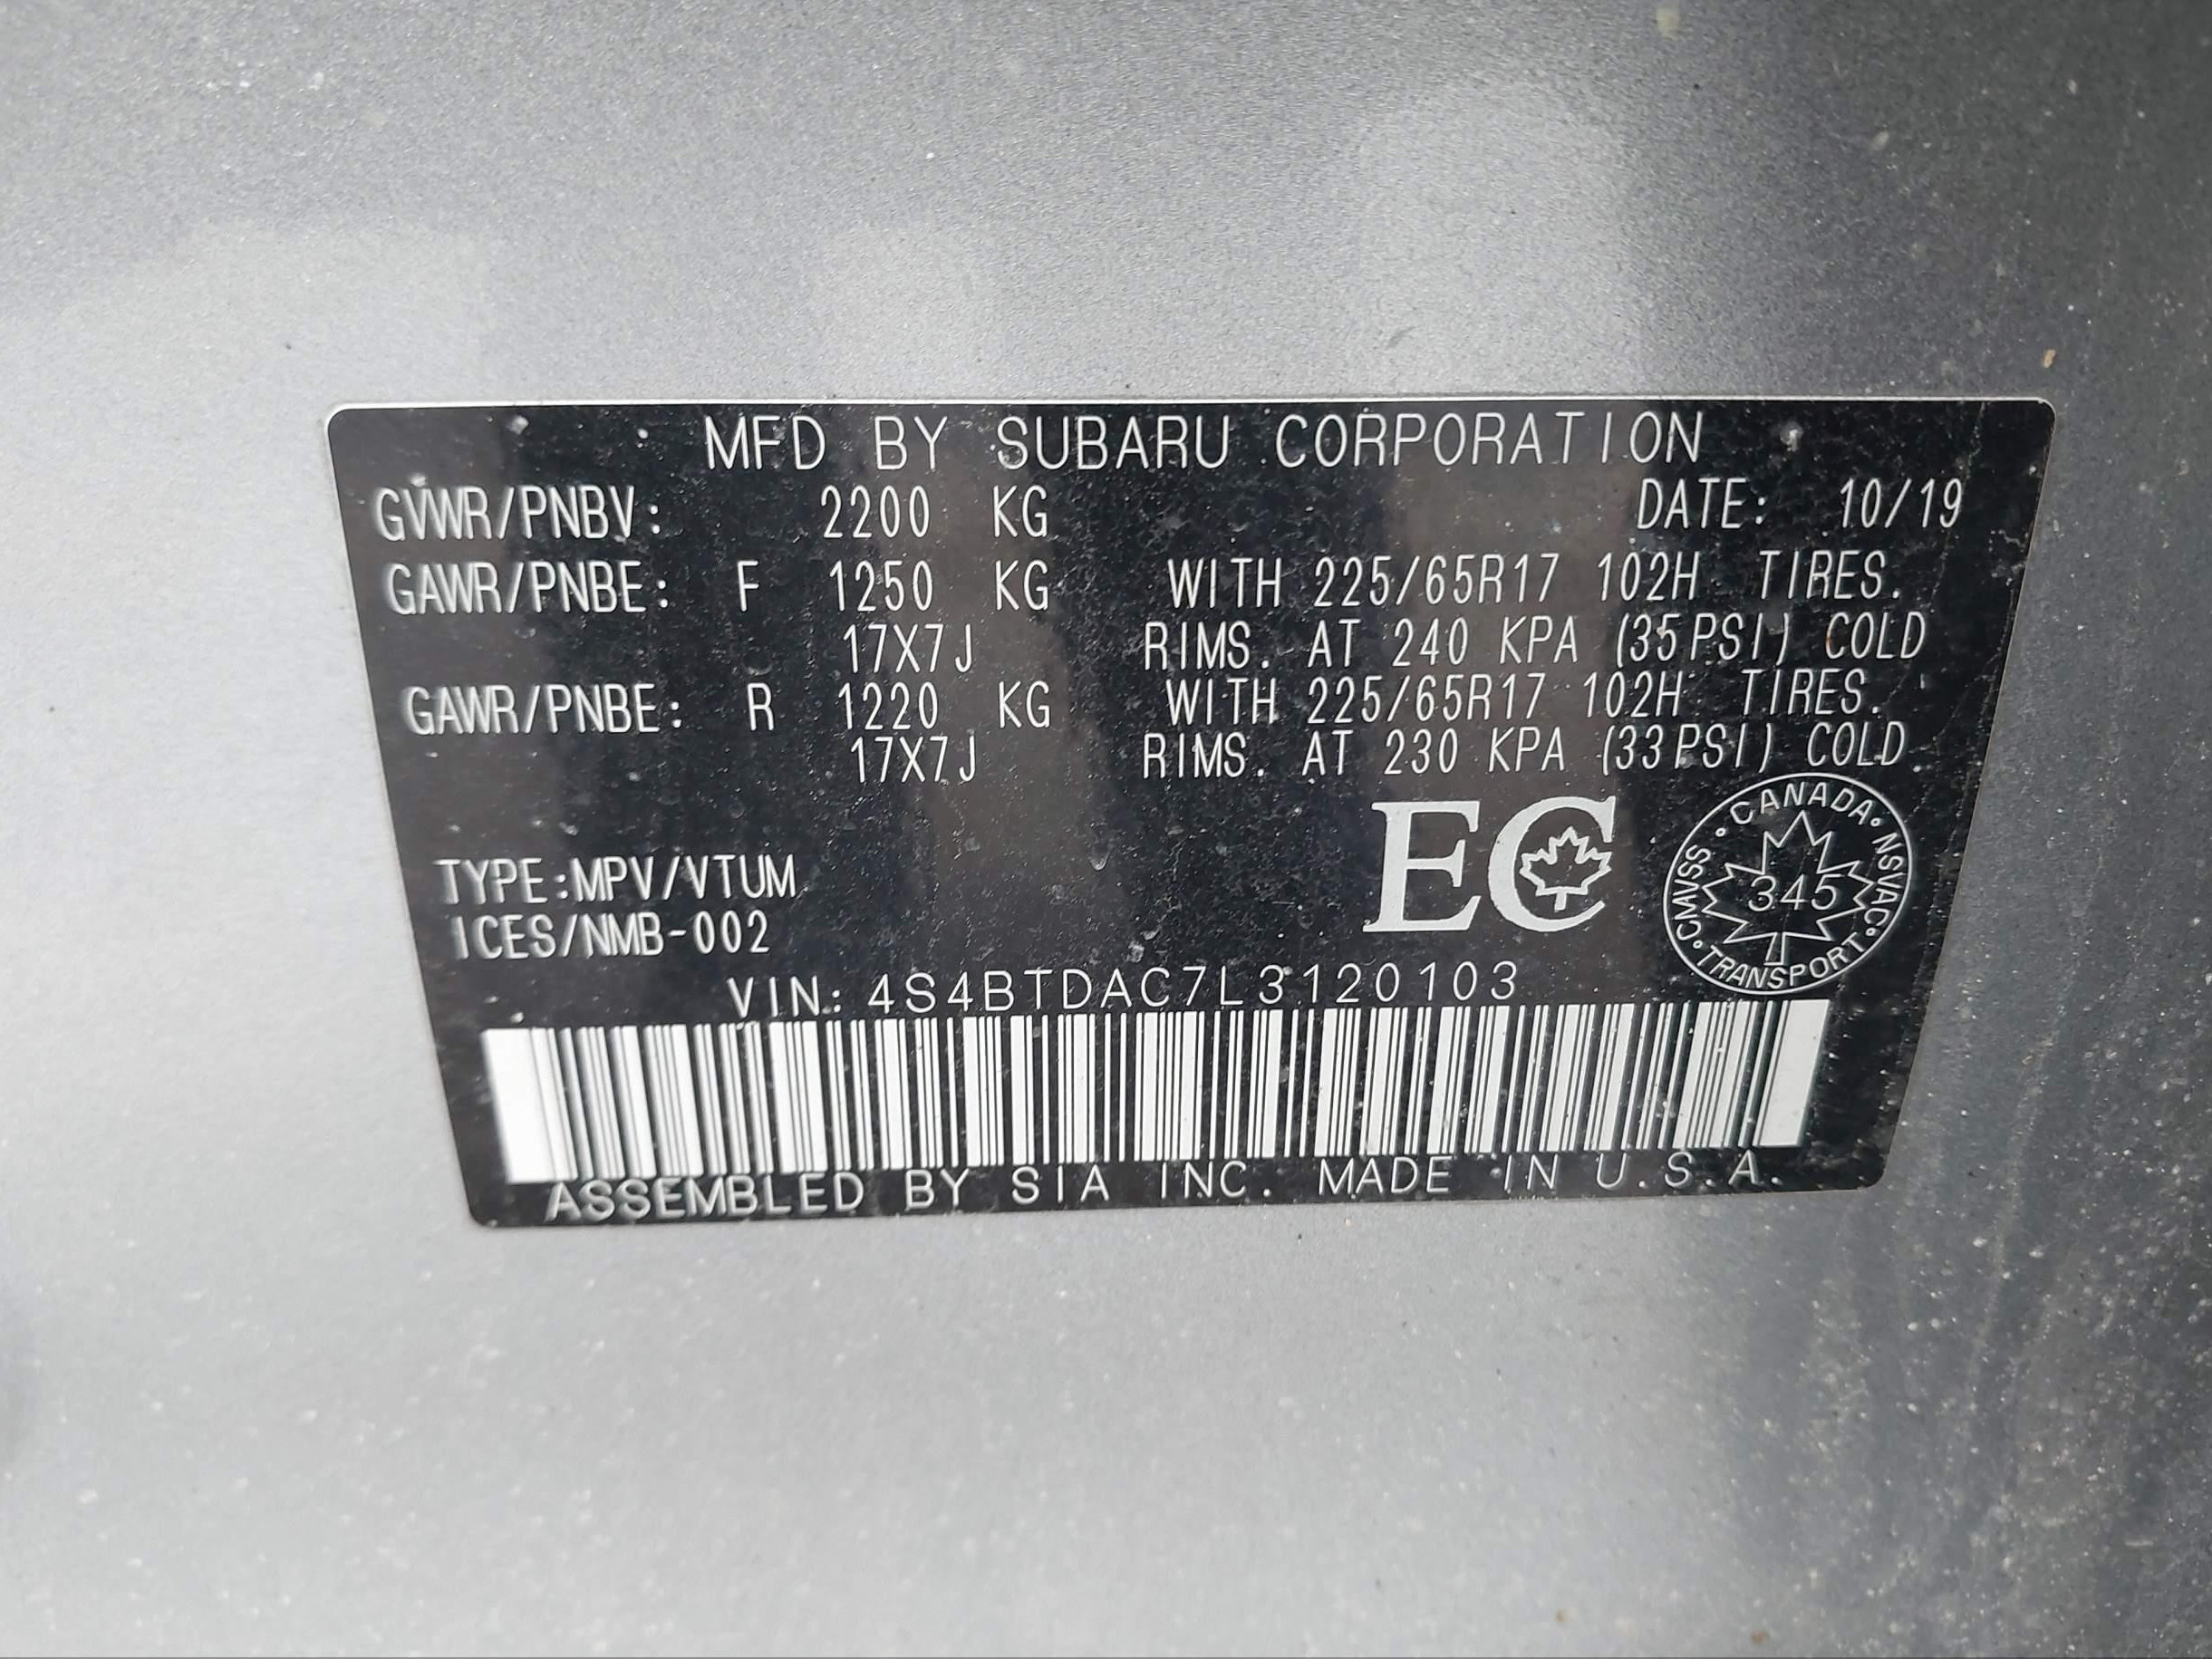 MFD BY SUBARU CORPORATION
GVWR/PNBV: 2200 KG DATE: 10/19
GAWR/PNBE: F 1250 KG WITH 225/65R17 102H TIRES.
17X7J RIMS. AT 240 KPA (35PSI) COLD
GAWR/PNBE: R 1220 KG WITH 225/65R17 102H TIRES.
17X7J RIMS. AT 230 KPA (33PSI) COLD.
EC
CANADA • NSVAC • TRANSPORT • CMVSS •
345
TYPE:MPV/VTUM
ICES/NMB-002
VIN.: 4S4BTDAC7L3120103
ASSEMBLED BY SIA INC. MADE IN U.S.A.